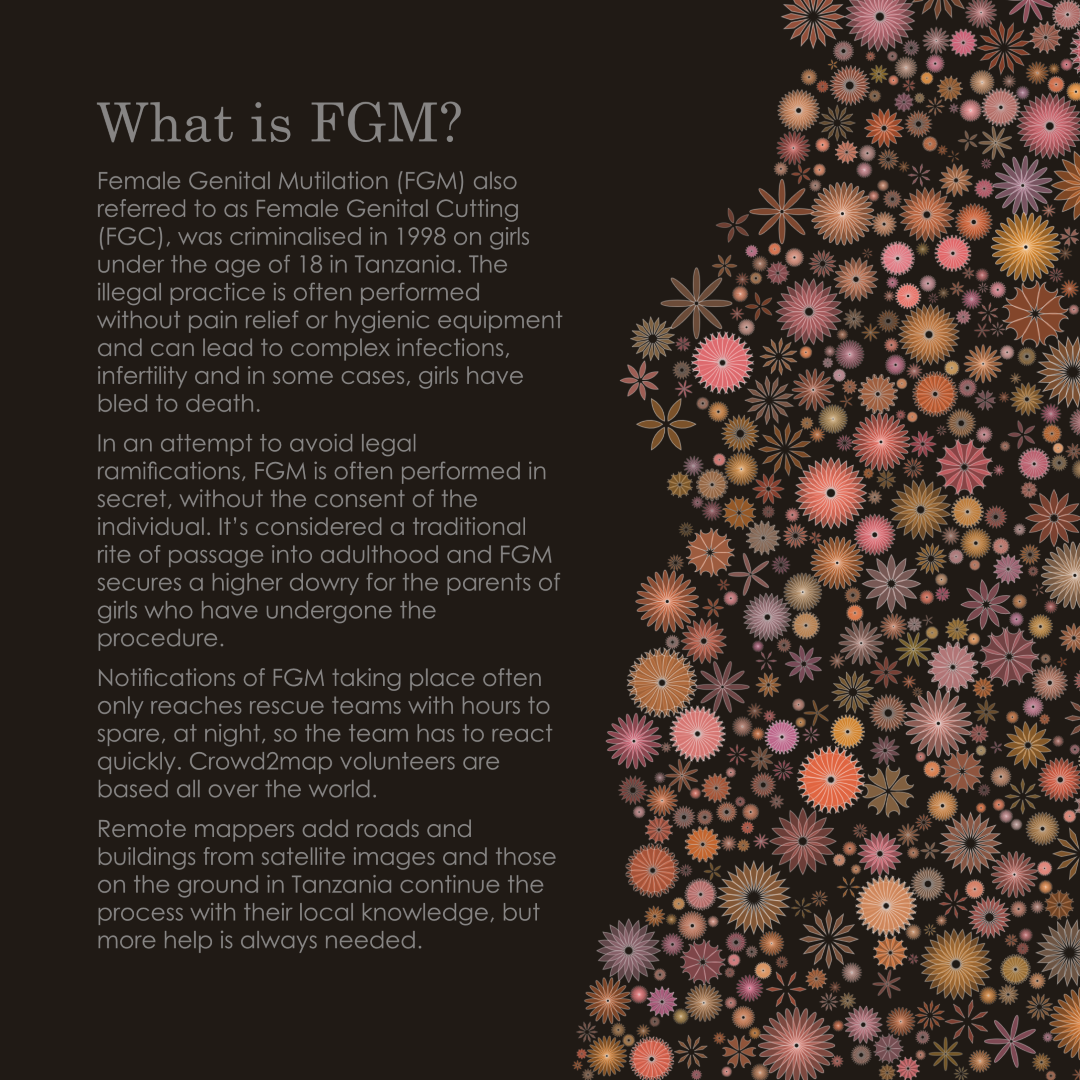 What is FGM?
Female Genital Mutilation (FGM) also
referred to as Female Genital Cutting
(FGC), was criminalised in 1998 on girls
under the age of 18 in Tanzania. The
illegal practice is often performed
without pain relief or hygienic equipment
and can lead to complex infections,
infertility and in some cases, girls have
bled to death.
In an attempt to avoid legal
ramifications, FGM is often performed in
secret, without the consent of the
individual. It’s considered a traditional
rite of passage into adulthood and FGM
secures a higher dowry for the parents of
girls who have undergone the
procedure.
Notifications of FGM taking place often
only reaches rescue teams with hours to
spare, at night, so the team has to react
quickly. Crowd2map volunteers are
based all over the world.
Remote mappers add roads and
buildings from satellite images and those
on the ground in Tanzania continue the
process with their local knowledge, but
more help is always needed.